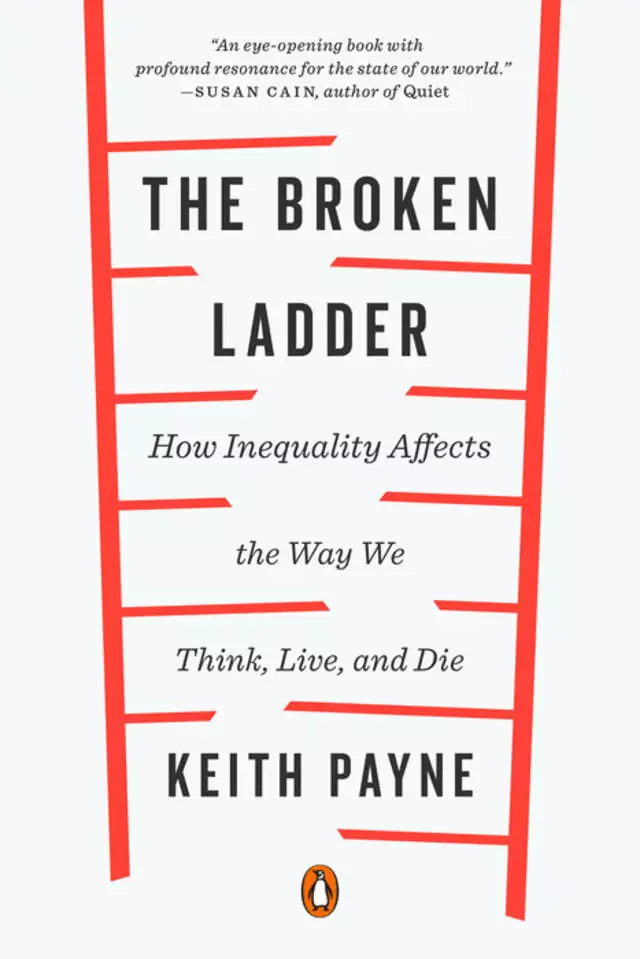 “An eye-opening book with
profound resonance for the state of our world.”
—SUSAN CAIN, author of Quiet
THE BROKEN
LADDER
How Inequality Affects
the Way We
Think, Live, and Die
KEITH PAYNE